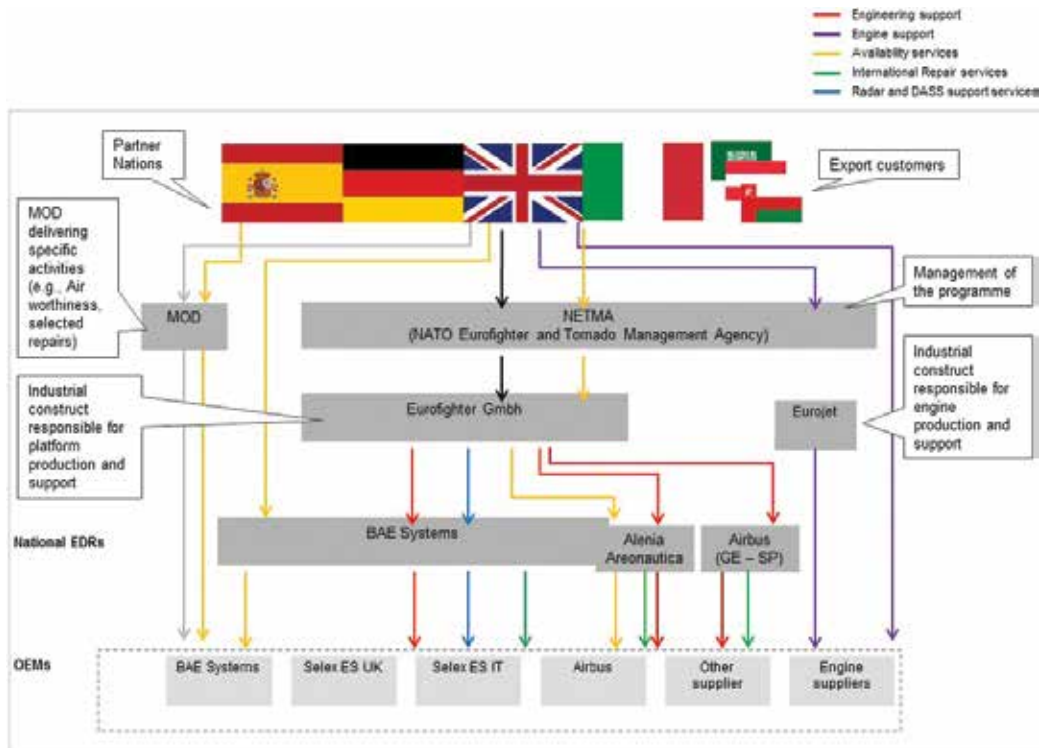 Engineering support
Engine support
Availability services
International Repair services
Radar and DASS support services
Partner
Nations
Export customers
MOD
delivering
specific
activities
(e.g., Air
worthiness,
selected
repairs)
MOD
NETMA
(NATO Eurofighter and Tornado Management Agency)
Management of
the programme
Industrial
construct
responsible for
platform
production and
support
Eurofighter Gmbh
Eurojet
Industrial
construct
responsible for
engine
production and
support
National EDRs
BAE Systems
Alenia
Areonautica
Airbus
(GE – SP)
OEMs
BAE Systems
Selex ES UK
Selex ES IT
Airbus
Other
supplier
Engine
suppliers